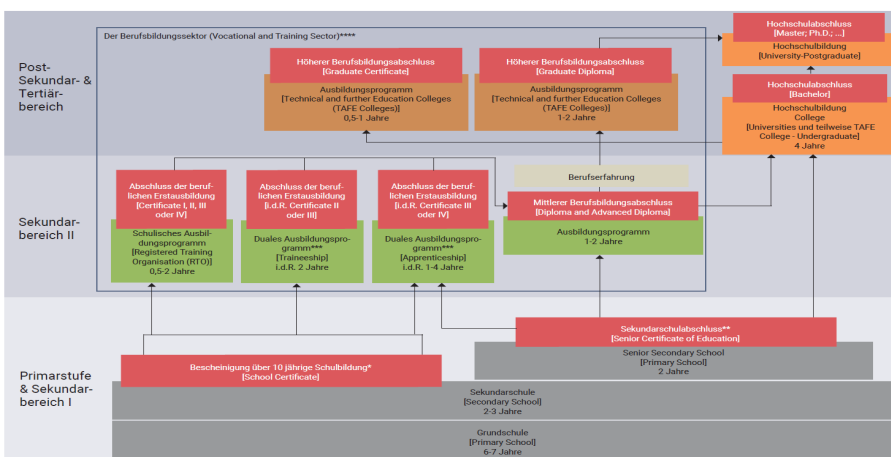 Der Berufsbildungssektor (Vocational and Training Sector)****
Post-
Sekundar- &
Tertiär-
bereich
Höherer Berufsbildungsabschluss
[Graduate Certificate]
Ausbildungsprogramm
[Technical and further Education Colleges
(TAFE Colleges)]
0,5-1 Jahre
Höherer Berufsbildungsabschluss
[Graduate Diploma]
Ausbildungsprogramm
[Technical and further Education Colleges
(TAFE Colleges)]
1-2 Jahre
Hochschulabschluss
[Master; Ph.D.; ...]
Hochschulbildung
[University-Postgraduate]
Hochschulabschluss
[Bachelor]
Hochschulbildung
College
[Universities und teilweise TAFE
College - Undergraduate]
4 Jahre
Sekundar-
bereich II
Abschluss der beruf-
lichen Erstausbildung
[Certificate I, II, III
oder IV]
Schulisches Ausbil-
dungsprogramm
[Registered Training
Organisation (RTO)]
0,5-2 Jahre
Abschluss der beruf-
lichen Erstausbildung
[i.d.R. Certificate II
oder III]
Duales Ausbildungspro-
gramm***
[Traineeship]
i.d.R. 2 Jahre
Abschluss der beruf-
lichen Erstausbildung
[i.d.R. Certificate III
oder IV]
Duales Ausbildungspro-
gramm***
[Apprenticeship]
i.d.R. 1-4 Jahre
Berufserfahrung
Mittlerer Berufsbildungsabschluss
[Diploma and Advanced Diploma]
Ausbildungsprogramm
1-2 Jahre
Primarstufe
& Sekundar-
bereich I
Bescheinigung über 10 jährige Schulbildung*
[School Certificate]
Sekundarschulabschluss**
[Senior Certificate of Education]
Senior Secondary School
[Primary School]
2 Jahre
Sekundarschule
[Secondary School]
2-3 Jahre
Grundschule
[Primary School]
6-7 Jahre